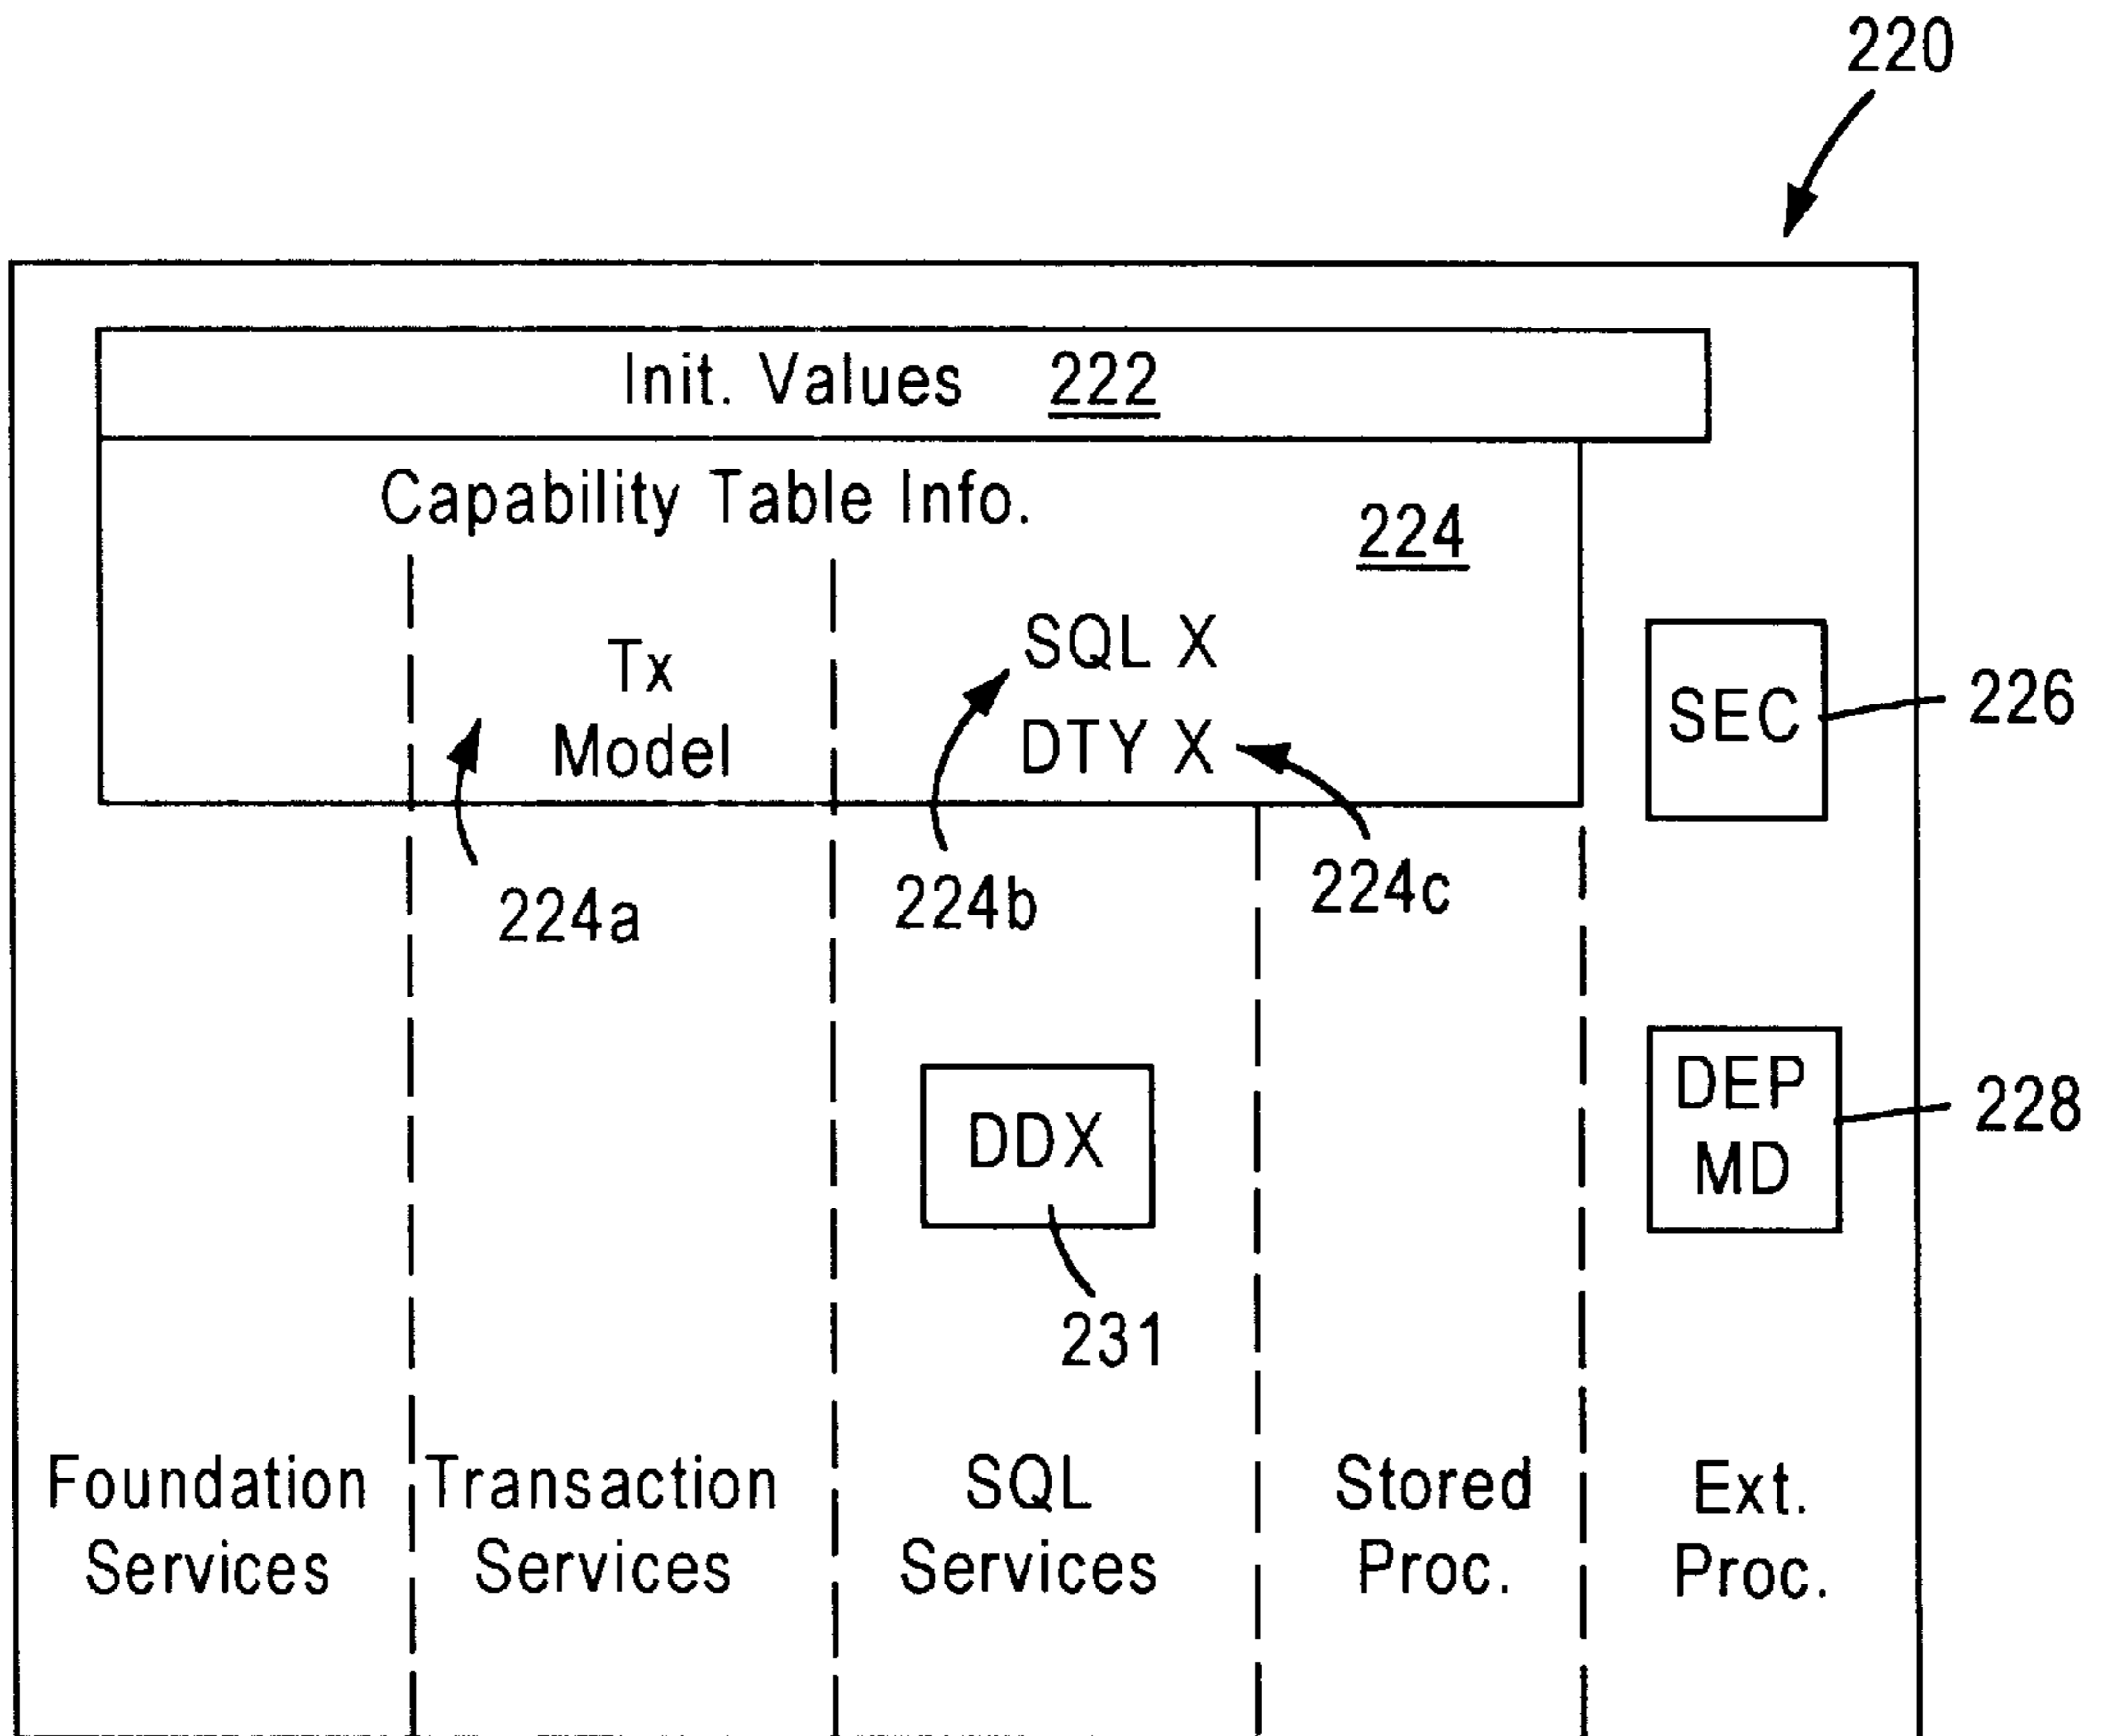 220
Init. Values 222
Capability Table Info.
224
Tx
Model
SQL X
DTY X
SEC
226
224a
224b
224c
DEP
MD
228
DDX
231
Foundation
Services
Transaction
Services
SQL
Services
Stored
Proc.
Ext.
Proc.